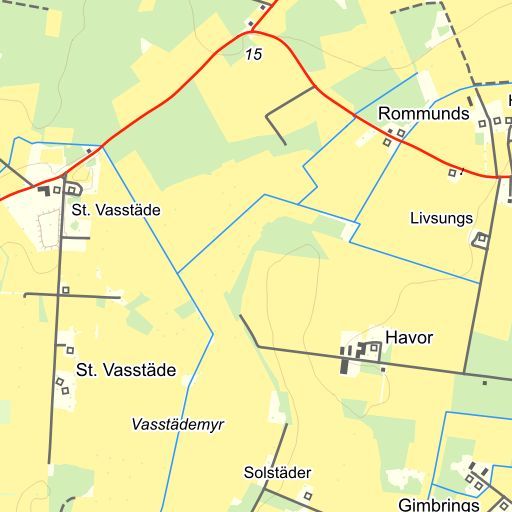 15
Rommunds
H
St. Vasstäde
Livsungs
Havor
St. Vasstäde
Vasstädemyr
Solstäder
Gimbrings